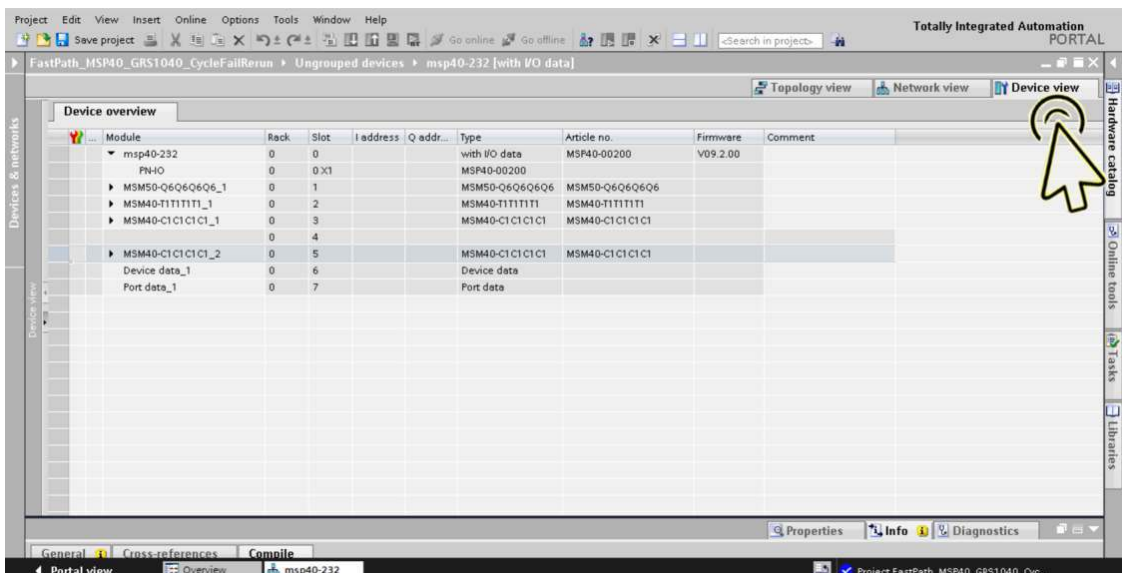 Project Edit View Insert Online Options Tools Window Help
Totally Integrated Automation
PORTAL
Save project Go online Go offline <Search in project>
FastPath_MSP40_GRS1040_CycleFailRerun Ungrouped devices msp40-232 [with I/O data]
Topology view Network view Device view
Device overview
... Module Rack Slot I address Q addr... Type Article no. Firmware Comment
msp40-232 0 0 with I/O data MSP40-00200 V09.2.00
PN-IO 0 0 X1 MSP40-00200
MSM50-Q6Q6Q6Q6_1 0 1 MSM50-Q6Q6Q6Q6 MSM50-Q6Q6Q6Q6
MSM40-T1T1T1T1_1 0 2 MSM40-T1T1T1T1 MSM40-T1T1T1T1
MSM40-C1C1C1C1_1 0 3 MSM40-C1C1C1C1 MSM40-C1C1C1C1
0 4
MSM40-C1C1C1C1_2 0 5 MSM40-C1C1C1C1 MSM40-C1C1C1C1
Device data_1 0 6 Device data
Port data_1 0 7 Port data
Devices & networks
Device view
Hardware catalog
Online tools
Tasks
Libraries
Properties Info Diagnostics
General Cross-references Compile
Portal view Overview msp40-232 Project FastPath_MSP40_GRS1040_Cyc...